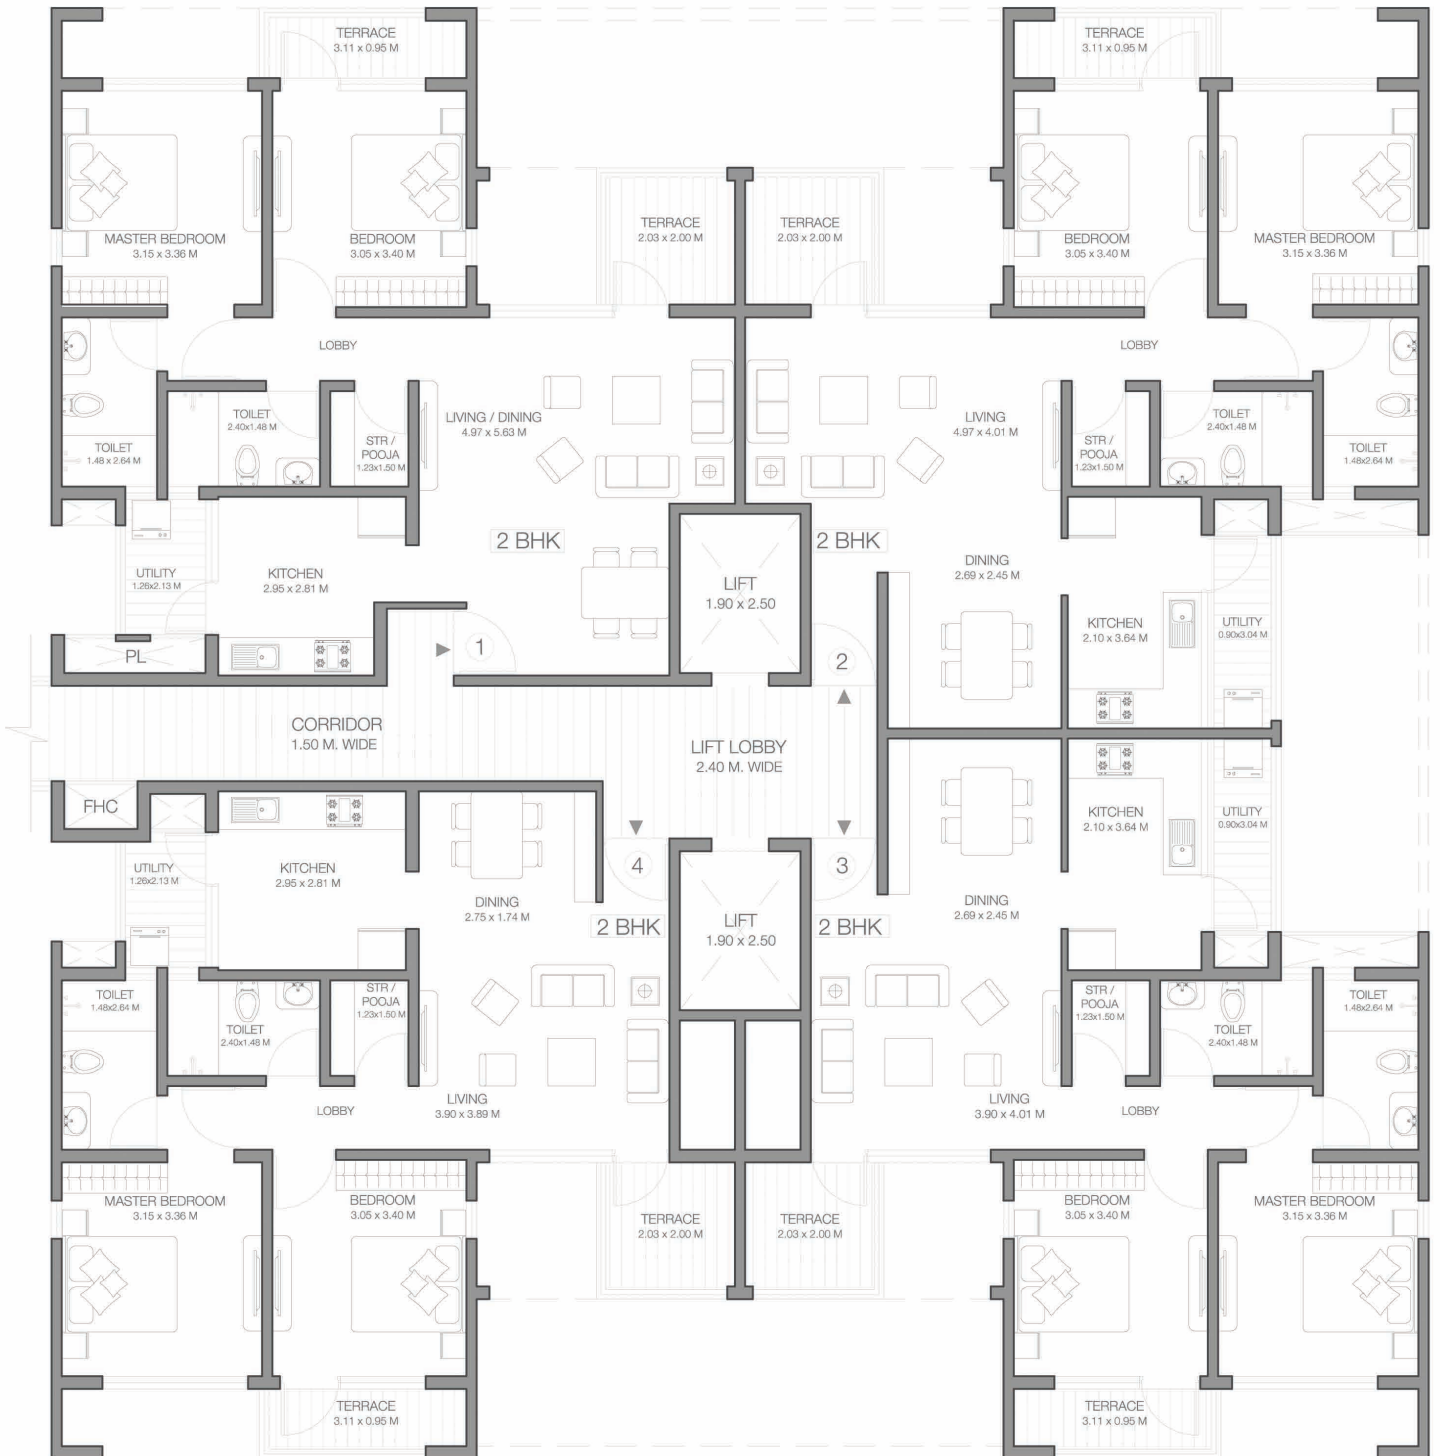 TERRACE
3.11 x 0.95 M
TERRACE
3.11 x 0.95 M
MASTER BEDROOM
3.15 x 3.36 M
BEDROOM
3.05 x 3.40 M
TERRACE
2.03 x 2.00 M
TERRACE
2.03 x 2.00 M
BEDROOM
3.05 x 3.40 M
MASTER BEDROOM
3.15 x 3.36 M
LOBBY
LOBBY
TOILET
1.48 x 2.64 M
TOILET
2.40x1.48 M
STR /
POOJA
1.23x1.50 M
LIVING / DINING
4.97 x 5.63 M
LIVING
4.97 x 4.01 M
STR /
POOJA
1.23x1.50 M
TOILET
2.40x1.48 M
TOILET
1.48x2.64 M
UTILITY
1.26x2.13 M
KITCHEN
2.95 x 2.81 M
2 BHK
LIFT
1.90 x 2.50
2 BHK
DINING
2.69 x 2.45 M
KITCHEN
2.10 x 3.64 M
UTILITY
0.90x3.04 M
PL
1
2
CORRIDOR
1.50 M. WIDE
LIFT LOBBY
2.40 M. WIDE
FHC
UTILITY
1.26x2.13 M
KITCHEN
2.95 x 2.81 M
DINING
2.75 x 1.74 M
4
2 BHK
LIFT
1.90 x 2.50
3
2 BHK
DINING
2.69 x 2.45 M
KITCHEN
2.10 x 3.64 M
UTILITY
0.90x3.04 M
TOILET
1.48x2.64 M
TOILET
2.40x1.48 M
STR /
POOJA
1.23x1.50 M
STR /
POOJA
1.23x1.50 M
TOILET
2.40x1.48 M
TOILET
1.48x2.64 M
LOBBY
LIVING
3.90 x 3.89 M
LIVING
3.90 x 4.01 M
LOBBY
MASTER BEDROOM
3.15 x 3.36 M
BEDROOM
3.05 x 3.40 M
TERRACE
2.03 x 2.00 M
TERRACE
2.03 x 2.00 M
BEDROOM
3.05 x 3.40 M
MASTER BEDROOM
3.15 x 3.36 M
TERRACE
3.11 x 0.95 M
TERRACE
3.11 x 0.95 M